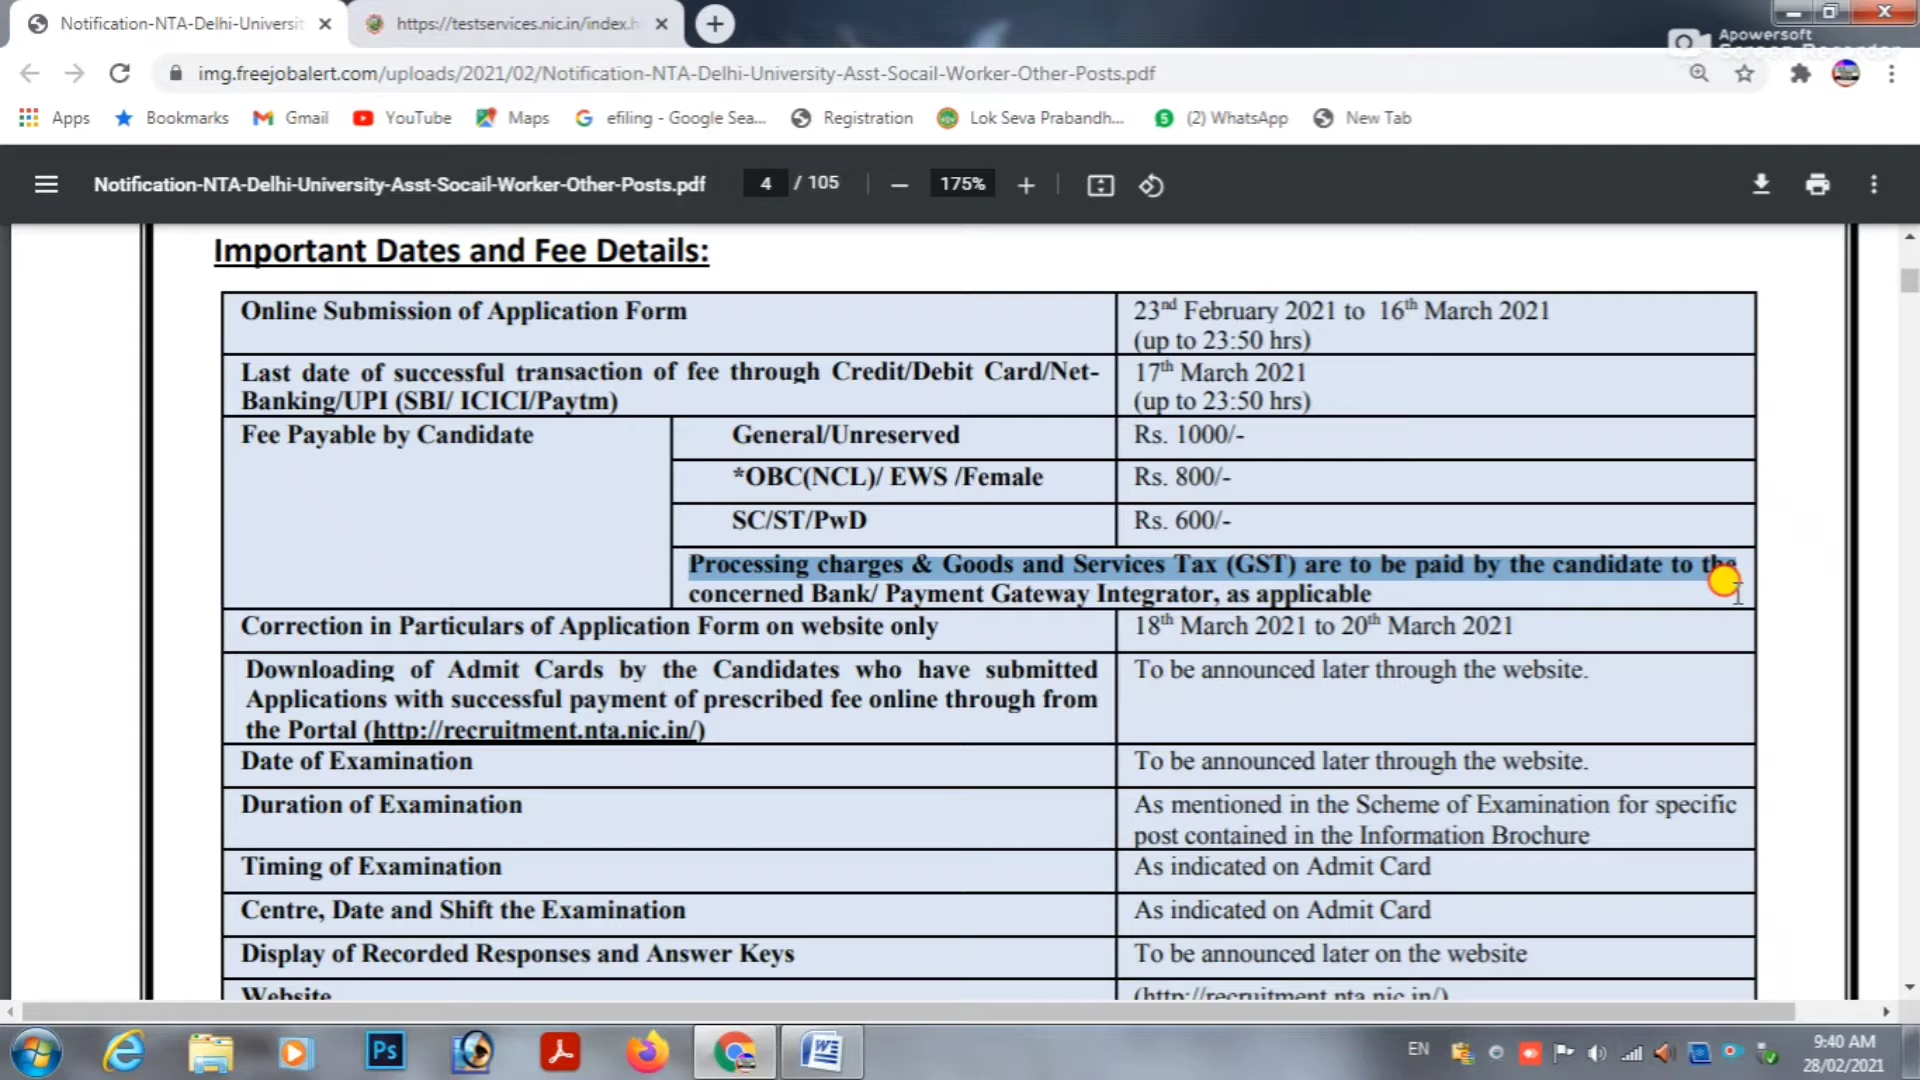 Notification-NTA-Delhi-Universit
https://testservices.nic.in/index.h
Apowersoft
Screen Recorder
img.freejobalert.com/uploads/2021/02/Notification-NTA-Delhi-University-Asst-Socail-Worker-Other-Posts.pdf
Apps
Bookmarks
Gmail
YouTube
Maps
efiling - Google Sea...
Registration
Lok Seva Prabandh...
(2) WhatsApp
New Tab
Notification-NTA-Delhi-University-Asst-Socail-Worker-Other-Posts.pdf
4 / 105
175%
Important Dates and Fee Details:
Online Submission of Application Form
23nd February 2021 to 16th March 2021
(up to 23:50 hrs)
Last date of successful transaction of fee through Credit/Debit Card/Net-
Banking/UPI (SBI/ ICICI/Paytm)
17th March 2021
(up to 23:50 hrs)
Fee Payable by Candidate
General/Unreserved
Rs. 1000/-
*OBC(NCL)/ EWS /Female
Rs. 800/-
SC/ST/PwD
Rs. 600/-
Processing charges & Goods and Services Tax (GST) are to be paid by the candidate to the
concerned Bank/ Payment Gateway Integrator, as applicable
Correction in Particulars of Application Form on website only
18th March 2021 to 20th March 2021
Downloading of Admit Cards by the Candidates who have submitted
Applications with successful payment of prescribed fee online through from
the Portal (http://recruitment.nta.nic.in/)
To be announced later through the website.
Date of Examination
To be announced later through the website.
Duration of Examination
As mentioned in the Scheme of Examination for specific
post contained in the Information Brochure
Timing of Examination
As indicated on Admit Card
Centre, Date and Shift the Examination
As indicated on Admit Card
Display of Recorded Responses and Answer Keys
To be announced later on the website
Website
(http://recruitment.nta.nic.in/)
Ps
EN
9:40 AM
28/02/2021